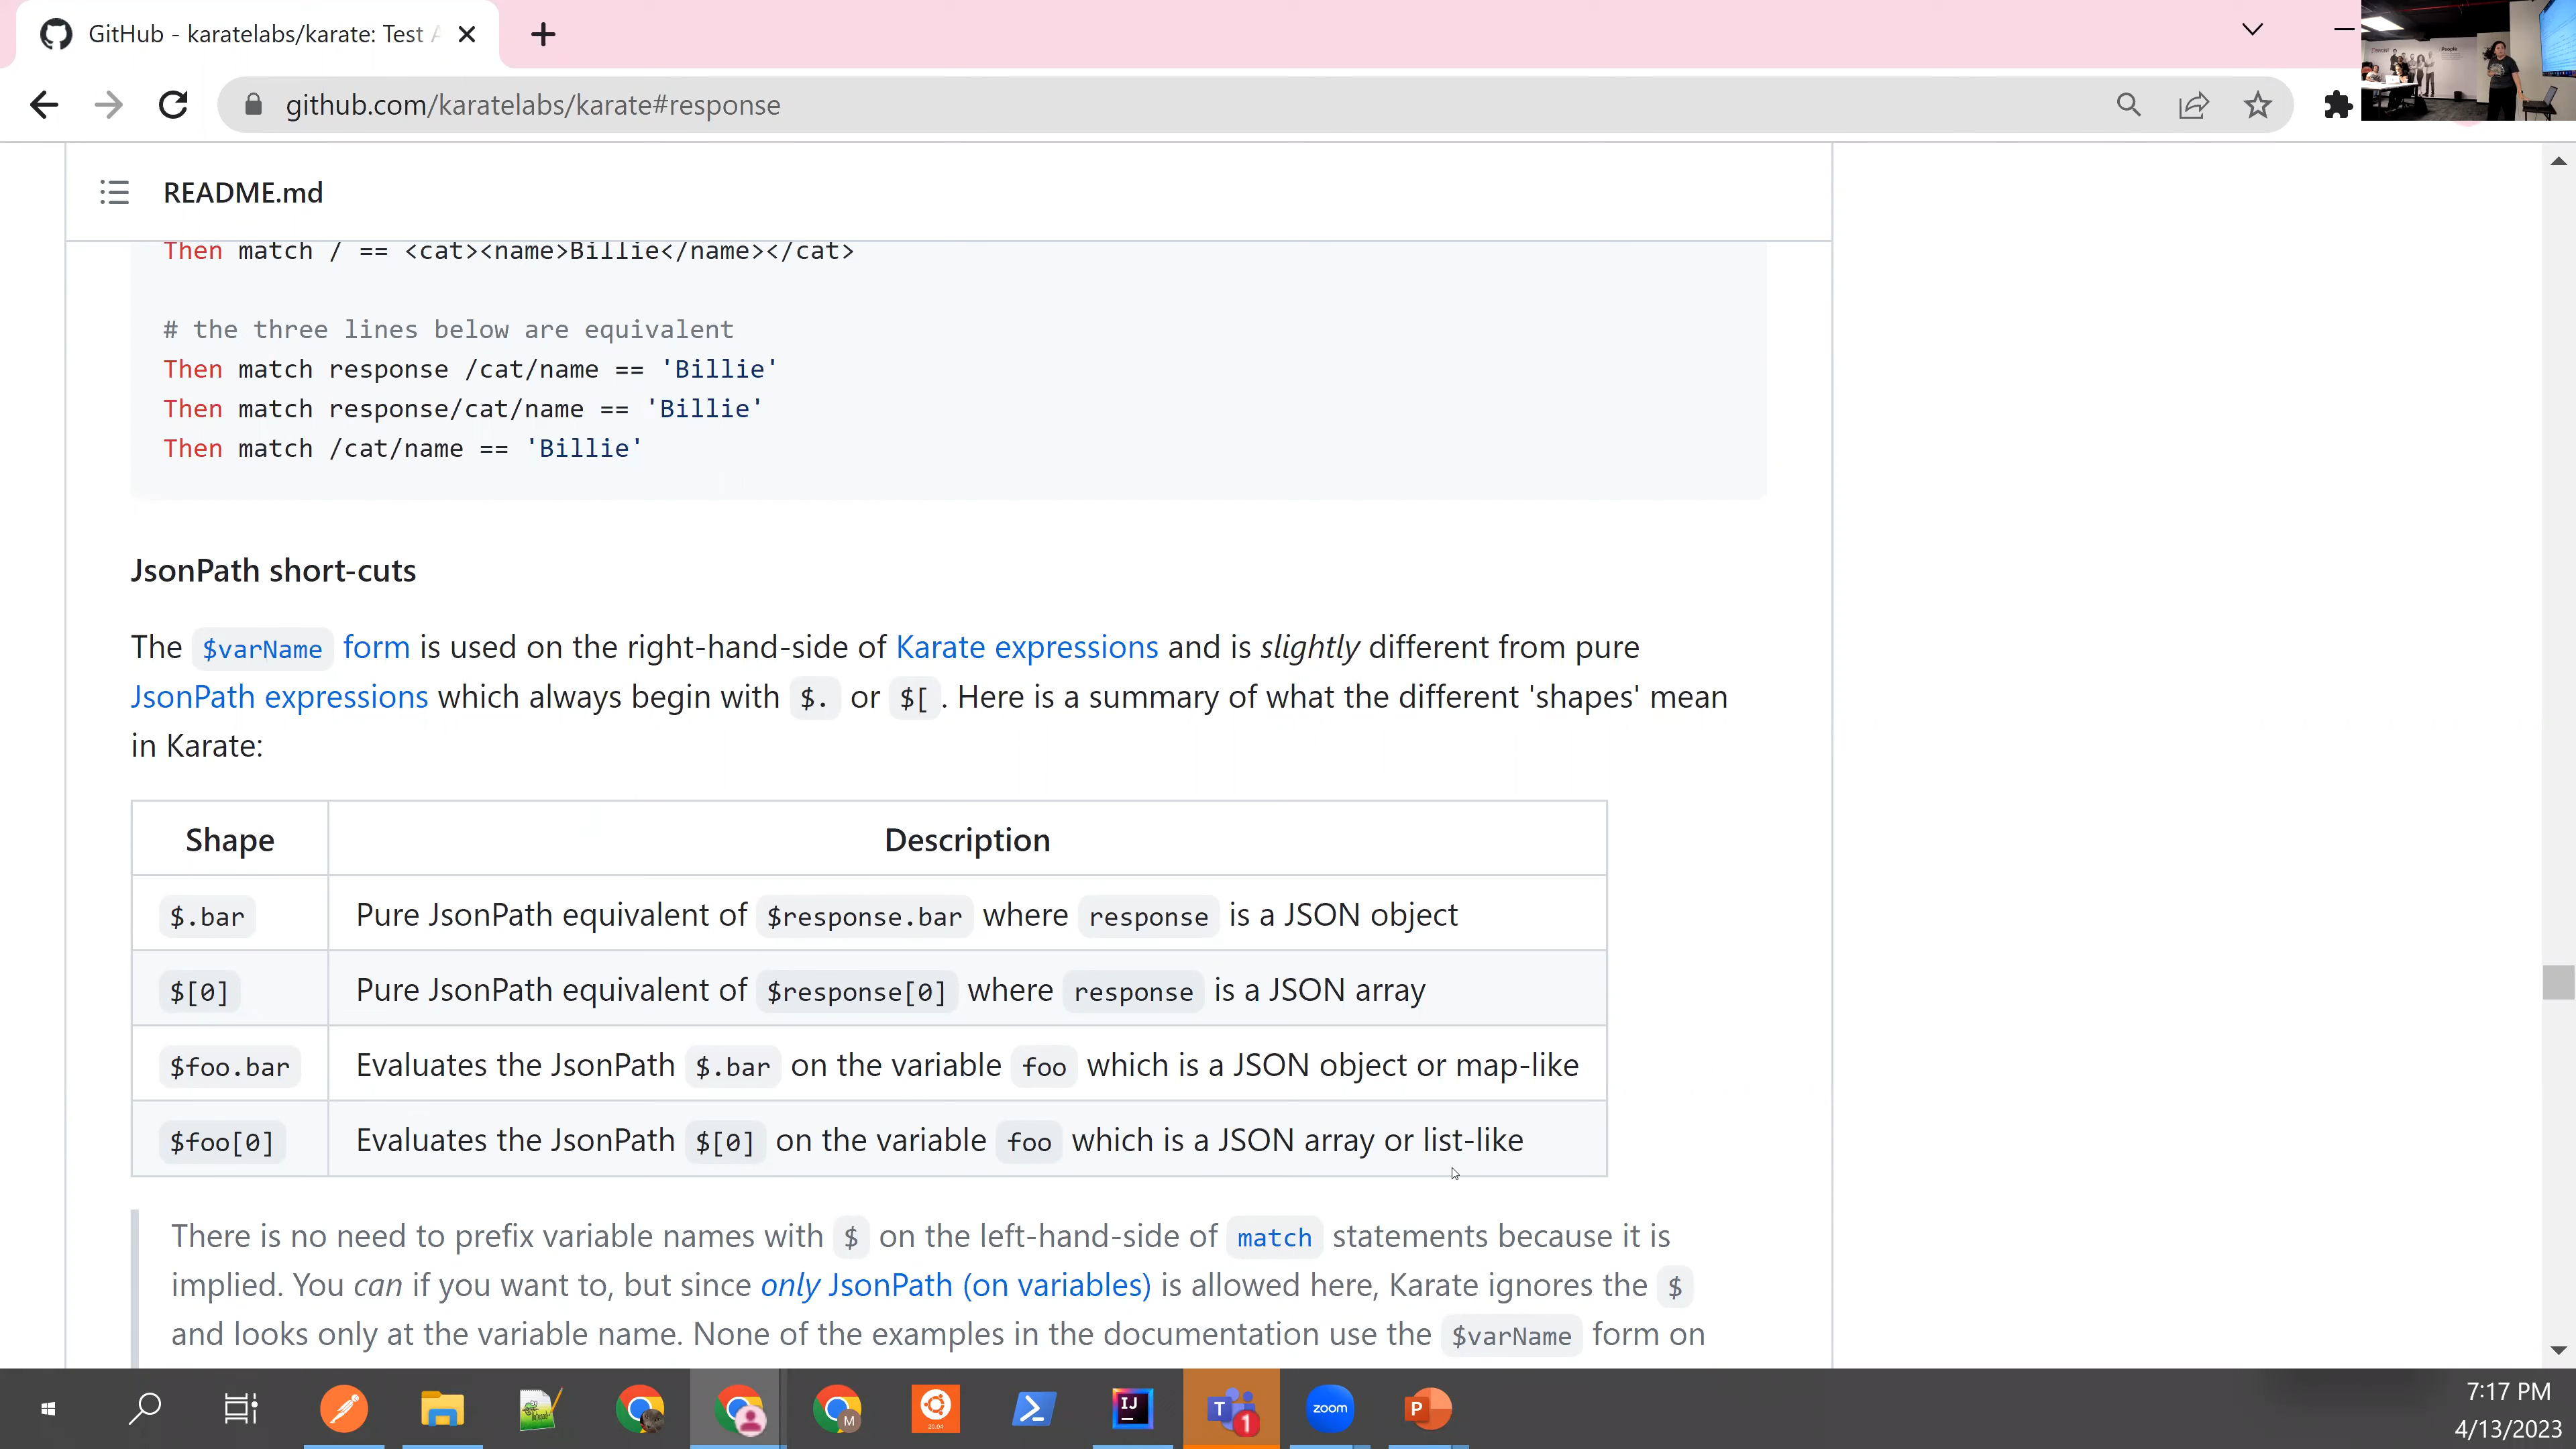 GitHub - karatelabs/karate: Test A
github.com/karatelabs/karate#response
README.md
Then match / == <cat><name>Billie</name></cat>
# the three lines below are equivalent
Then match response /cat/name == 'Billie'
Then match response/cat/name == 'Billie'
Then match /cat/name == 'Billie'
JsonPath short-cuts
The $varName form is used on the right-hand-side of Karate expressions and is slightly different from pure
JsonPath expressions which always begin with $. or $[. Here is a summary of what the different 'shapes' mean
in Karate:
Shape Description
$.bar Pure JsonPath equivalent of $response.bar where response is a JSON object
$[0] Pure JsonPath equivalent of $response[0] where response is a JSON array
$foo.bar Evaluates the JsonPath $.bar on the variable foo which is a JSON object or map-like
$foo[0] Evaluates the JsonPath $[0] on the variable foo which is a JSON array or list-like
There is no need to prefix variable names with $ on the left-hand-side of match statements because it is
implied. You can if you want to, but since only JsonPath (on variables) is allowed here, Karate ignores the $
and looks only at the variable name. None of the examples in the documentation use the $varName form on
M
20.04
IJ
T 1
zoom
P
7:17 PM
4/13/2023